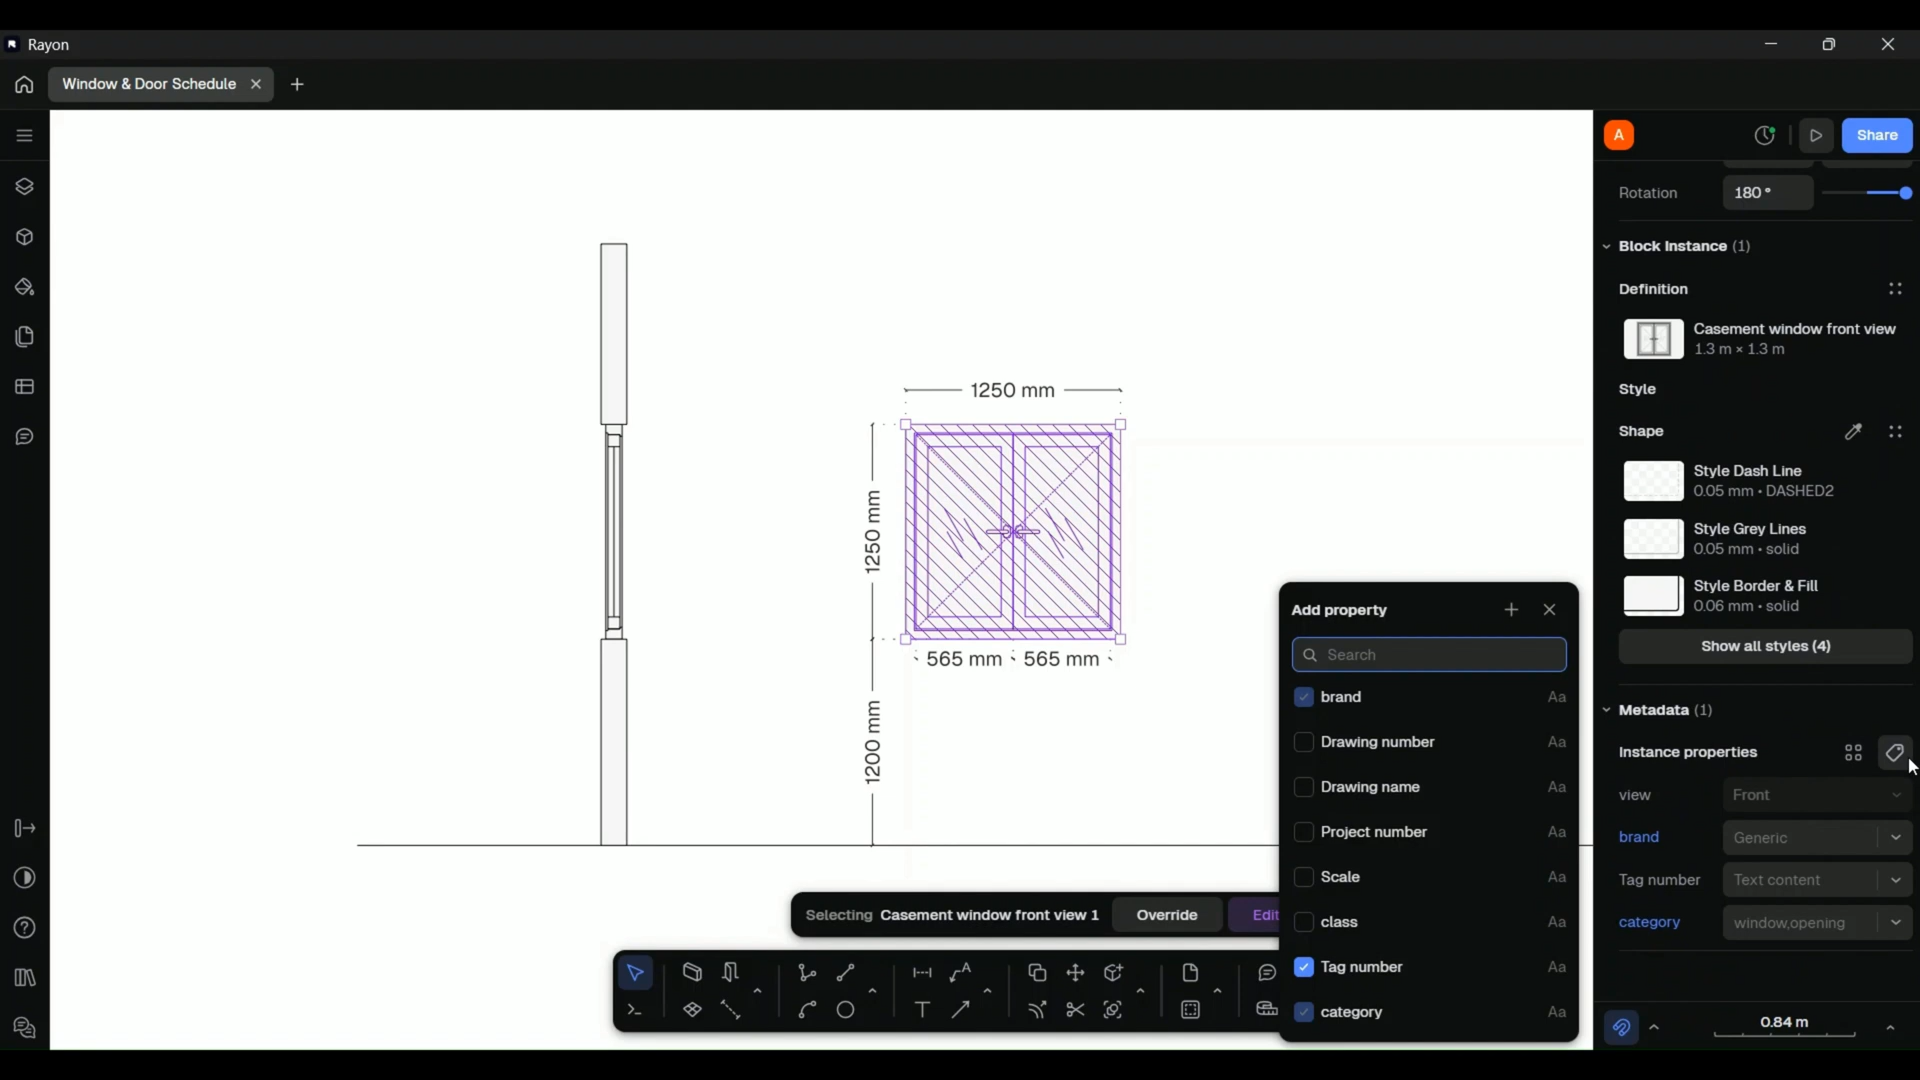 Rayon
Window & Door Schedule
A
Share
Rotation
180 °
Block Instance (1)
Definition
Casement window front view
1.3 m × 1.3 m
Style
Shape
Style Dash Line
0.05 mm • DASHED2
Style Grey Lines
0.05 mm • solid
Style Border & Fill
0.06 mm • solid
Show all styles (4)
Metadata (1)
Instance properties
view
Front
brand
Generic
Tag number
Text content
category
window,opening
0.84 m
1250 mm
1250 mm
565 mm
565 mm
1200 mm
Add property
Search
brand Aa
Drawing number Aa
Drawing name Aa
Project number Aa
Scale Aa
class Aa
Tag number Aa
category Aa
Selecting Casement window front view 1
Override
Edit